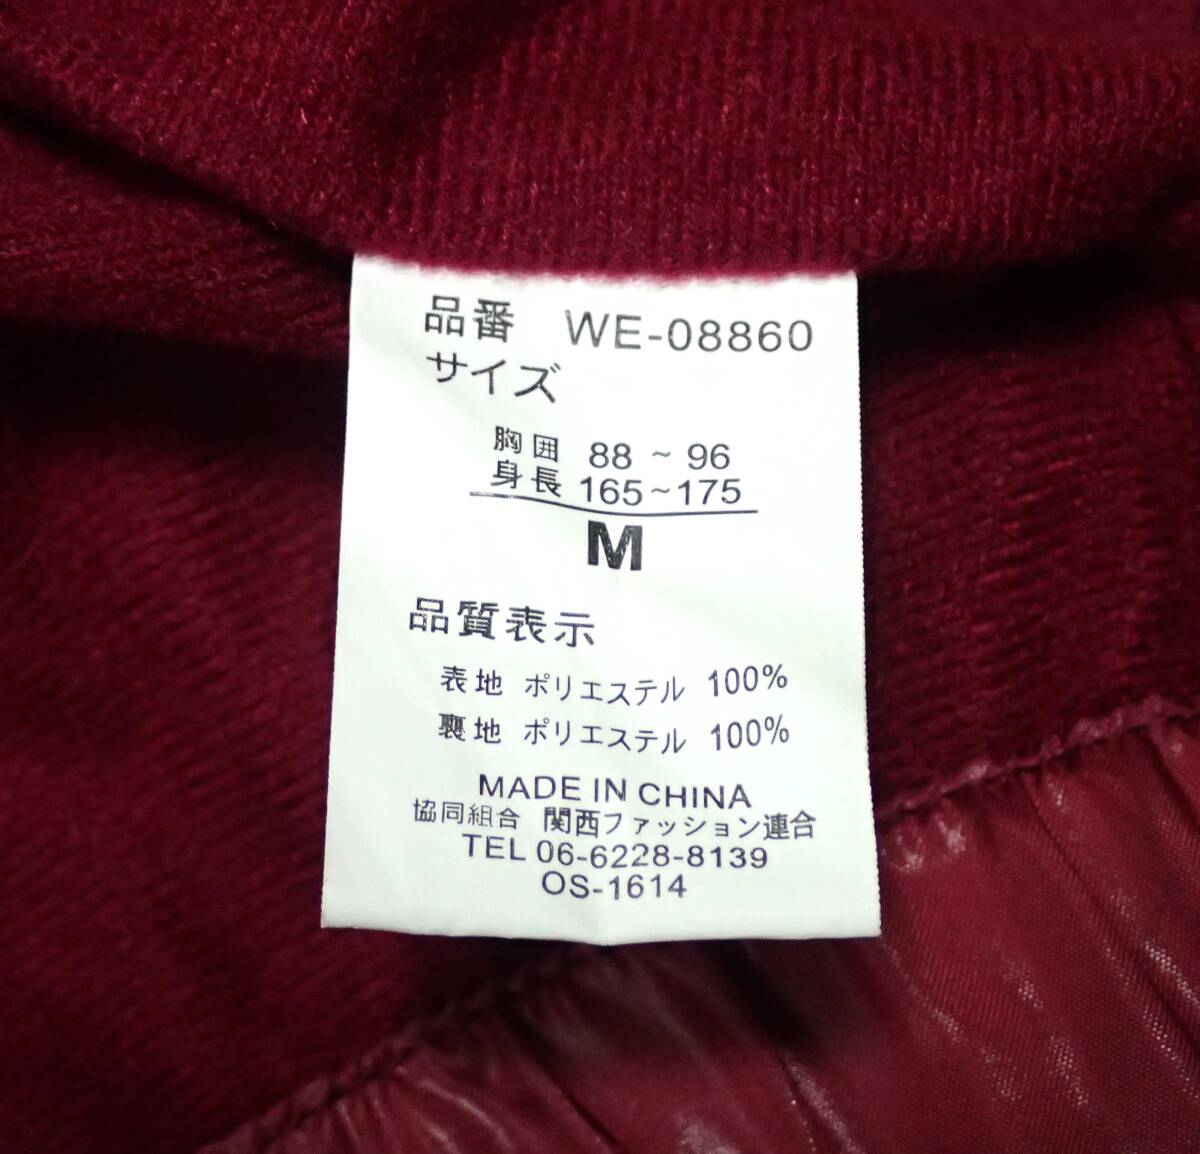 品番 WE-08860
サイズ
胸囲 88 ~ 96
身長 165~175
M
品質表示
表地 ポリエステル 100%
裏地 ポリエステル 100%
MADE IN CHINA
協同組合 関西ファッション連合
TEL 06-6228-8139
OS-1614